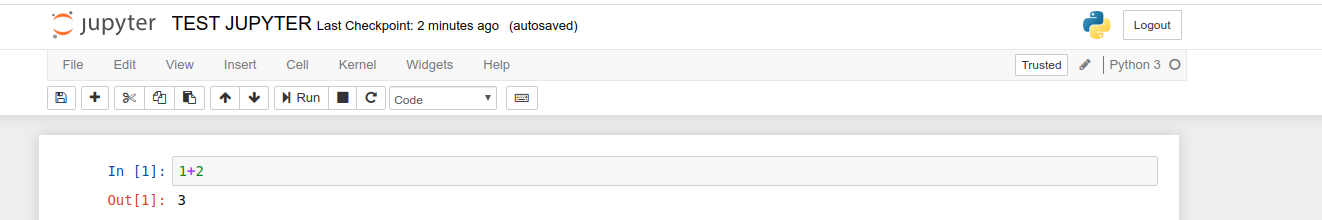 jupyter TEST JUPYTER Last Checkpoint: 2 minutes ago (autosaved) Logout
File Edit View Insert Cell Kernel Widgets Help Trusted Python 3
Run Code
In [1]: 1+2
Out[1]: 3